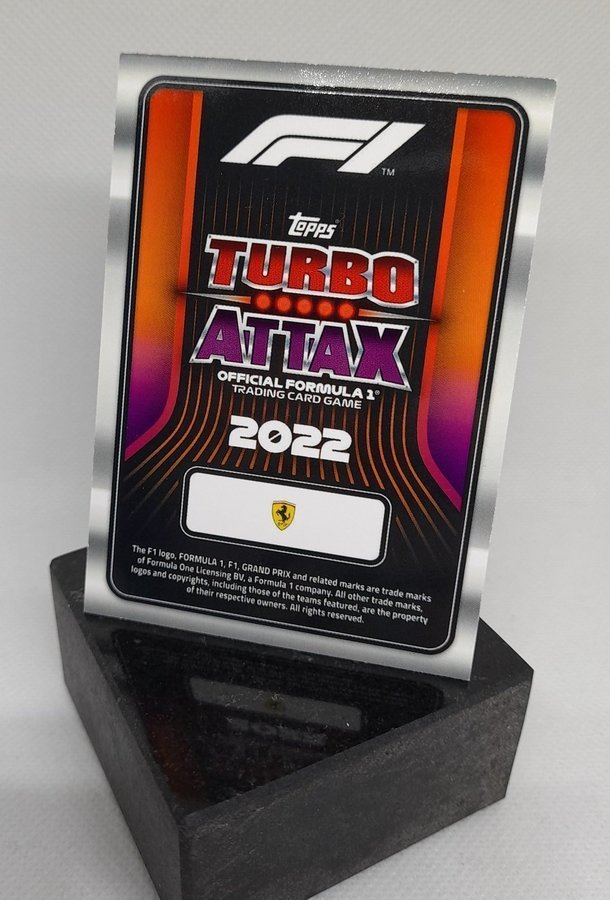 F1™
Topps®
TURBO
ATTAX
OFFICIAL FORMULA 1®
TRADING CARD GAME
2022
The F1 logo, FORMULA 1, F1, GRAND PRIX and related marks are trade marks
of Formula One Licensing BV, a Formula 1 company. All other trade marks,
logos and copyrights, including those of the teams featured, are the property
of their respective owners. All rights reserved.